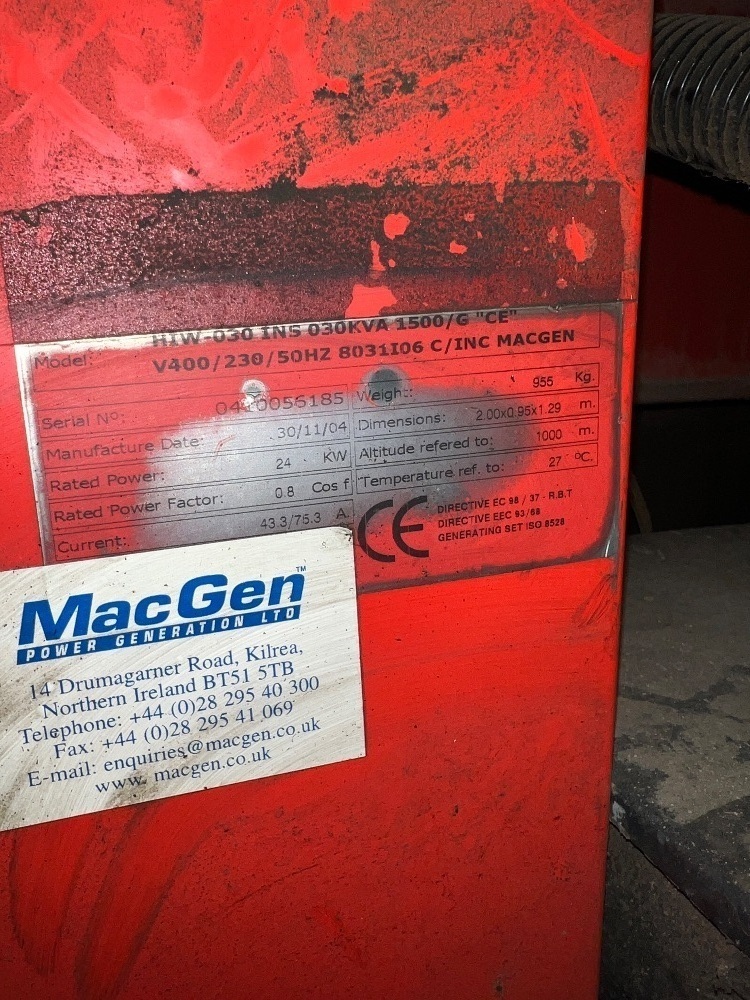 HIW-030 INS 030KVA 1500/G "CE"
Model: V400/230/50HZ 8031I06 C/INC MACGEN
Serial Nº: 0056185
Weight: 955 Kg.
Manufacture Date: 30/11/04
Dimensions: 2.00x0.95x1.29 m.
Rated Power: 24 KW
Altitude refered to: 1000 m.
Rated Power Factor: 0.8 Cos f
Temperature ref. to: 27 ºC.
Current: 43.3/75.3 A.
CE
DIRECTIVE EC 98 / 37 - R.B.T
DIRECTIVE EEC 93/68
GENERATING SET ISO 8528
MacGen™
POWER GENERATION LTD
14 Drumagarner Road, Kilrea,
Northern Ireland BT51 5TB
Telephone: +44 (0)28 295 40 300
Fax: +44 (0)28 295 41 069
E-mail: enquiries@macgen.co.uk
www.macgen.co.uk